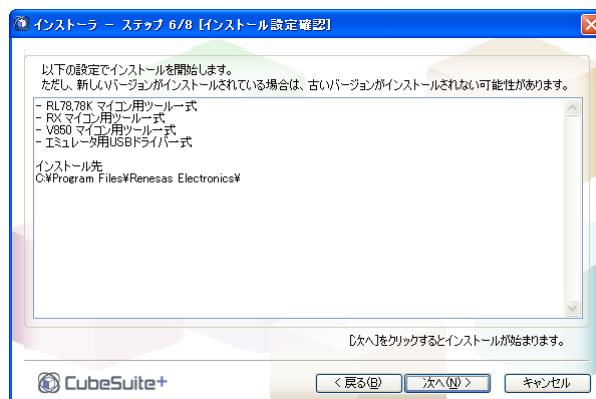 インストーラ － ステップ 6/8 [インストール設定確認]
以下の設定でインストールを開始します。
ただし、新しいバージョンがインストールされている場合は、古いバージョンがインストールされない可能性があります。
- RL78,78K マイコン用ツール一式
- RX マイコン用ツール一式
- V850 マイコン用ツール一式
- エミュレータ用USBドライバー式
インストール先
C:¥Program Files¥Renesas Electronics¥
[次へ]をクリックするとインストールが始まります。
CubeSuite+
< 戻る(B) 次へ(N) > キャンセル